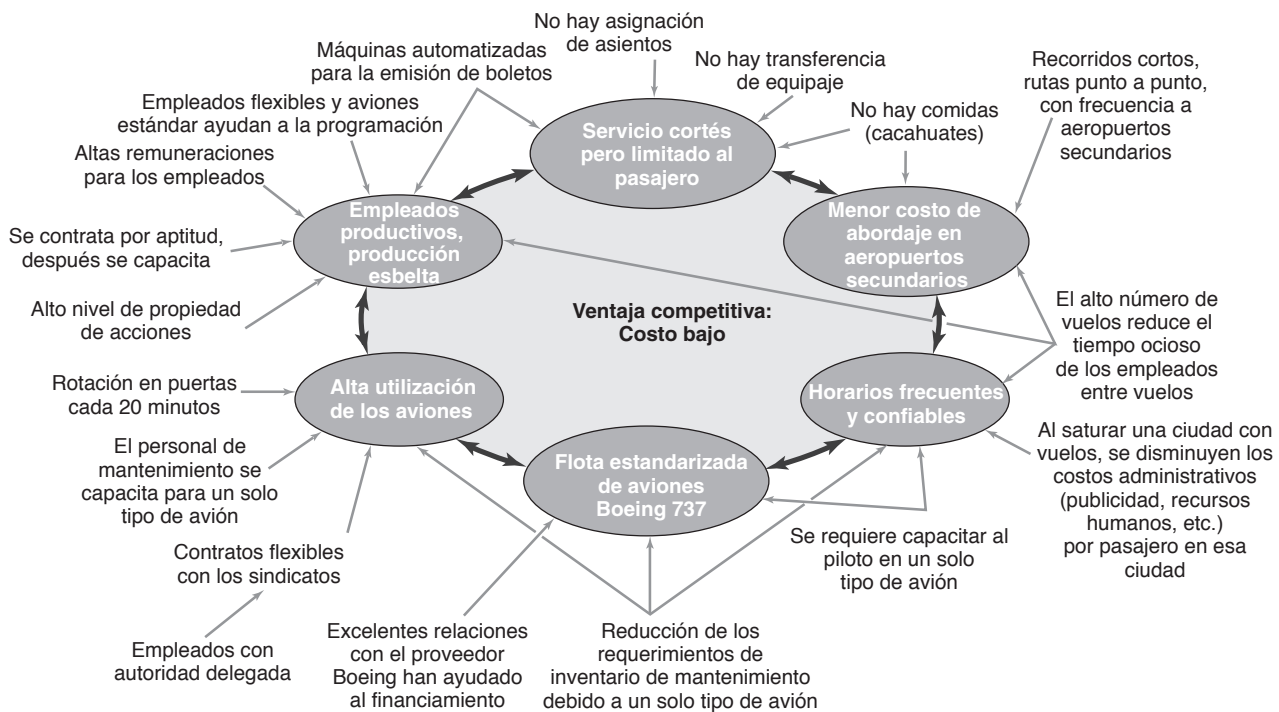 No hay asignación
de asientos
Máquinas automatizadas
para la emisión de boletos
No hay transferencia
de equipaje
Recorridos cortos,
rutas punto a punto,
con frecuencia a
aeropuertos
secundarios
Empleados flexibles y aviones
estándar ayudan a la programación
No hay comidas
(cacahuates)
Servicio cortés
pero limitado al
pasajero
Altas remuneraciones
para los empleados
Empleados
productivos,
producción
esbelta
Menor costo de
abordaje en
aeropuertos
secundarios
Se contrata por aptitud,
después se capacita
Alto nivel de propiedad
de acciones
Ventaja competitiva:
Costo bajo
El alto número de
vuelos reduce el
tiempo ocioso
de los empleados
entre vuelos
Rotación en puertas
cada 20 minutos
Alta utilización
de los aviones
Horarios frecuentes
y confiables
El personal de
mantenimiento se
capacita para un solo
tipo de avión
Flota estandarizada
de aviones
Boeing 737
Al saturar una ciudad con
vuelos, se disminuyen los
costos administrativos
(publicidad, recursos
humanos, etc.)
por pasajero en esa
ciudad
Contratos flexibles
con los sindicatos
Se requiere capacitar al
piloto en un solo
tipo de avión
Empleados con
autoridad delegada
Excelentes relaciones
con el proveedor
Boeing han ayudado
al financiamiento
Reducción de los
requerimientos de
inventario de mantenimiento
debido a un solo tipo de avión